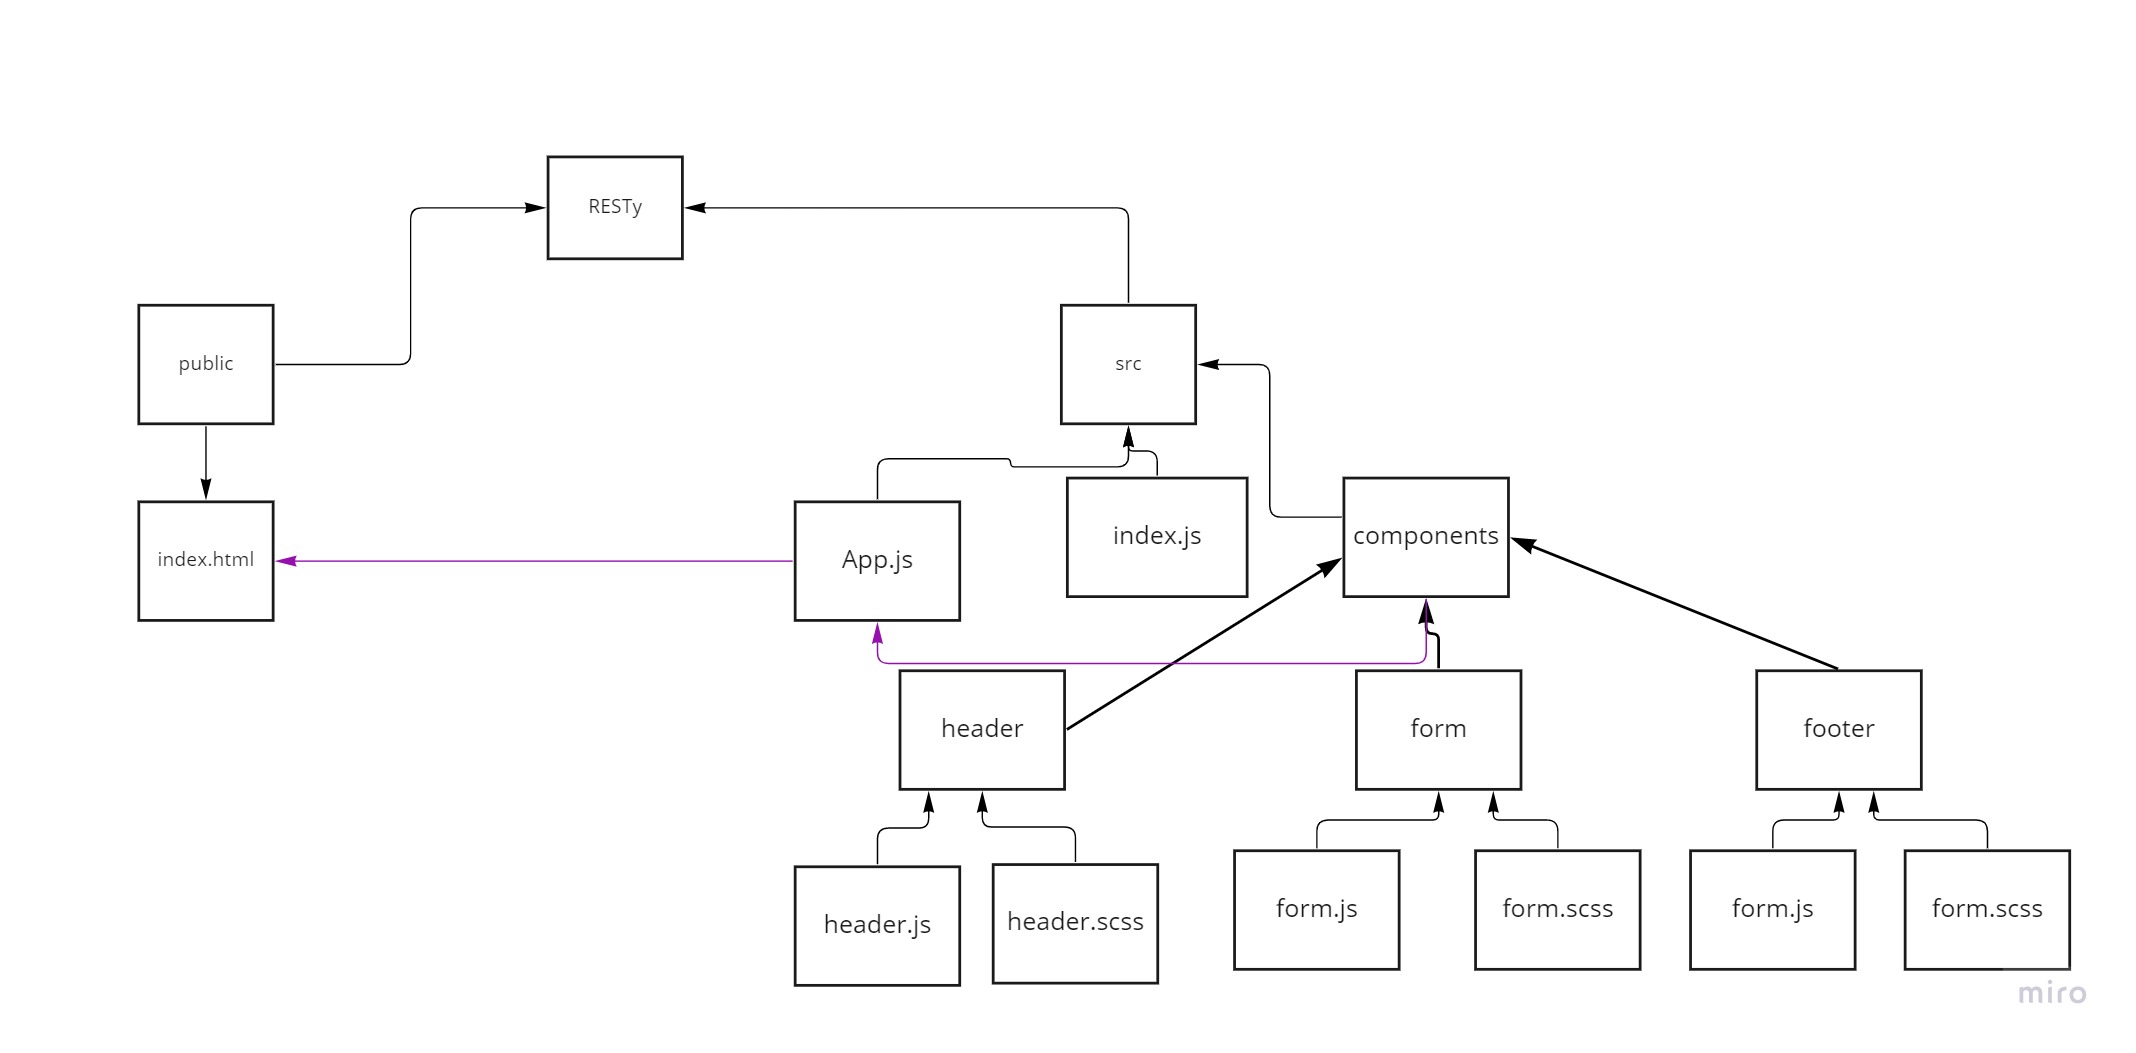 RESTy
public
src
index.html
App.js
index.js
components
header
form
footer
header.js
header.scss
form.js
form.scss
form.js
form.scss
miro